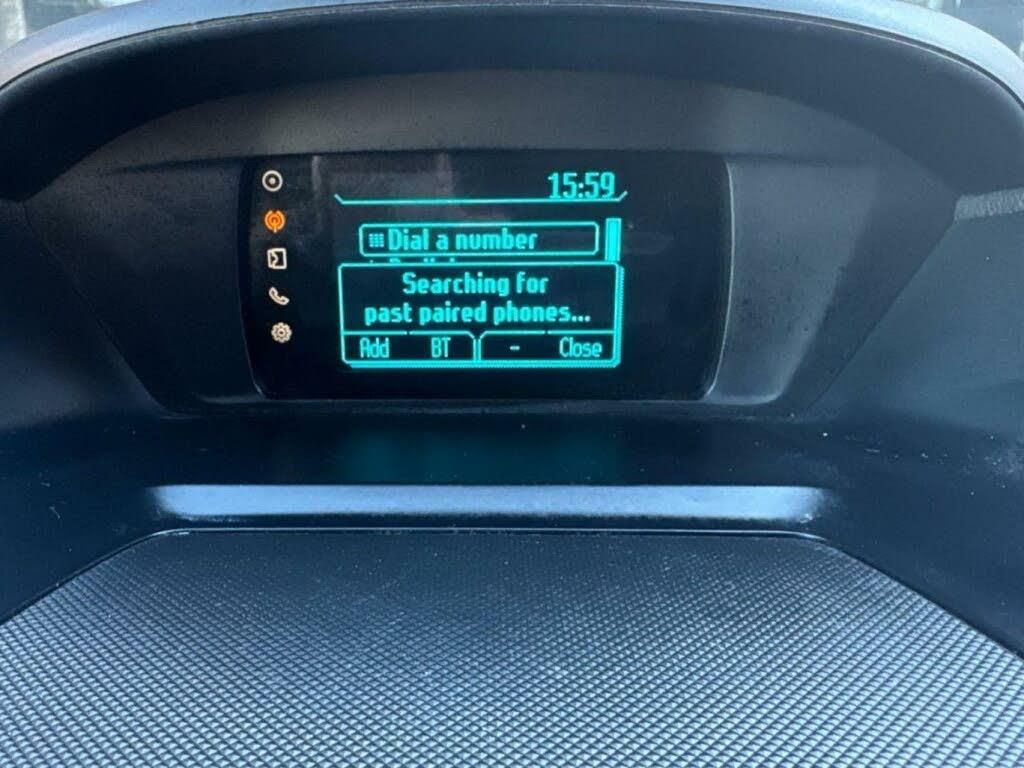 15:59
Dial a number
Searching for
past paired phones...
Add BT - Close